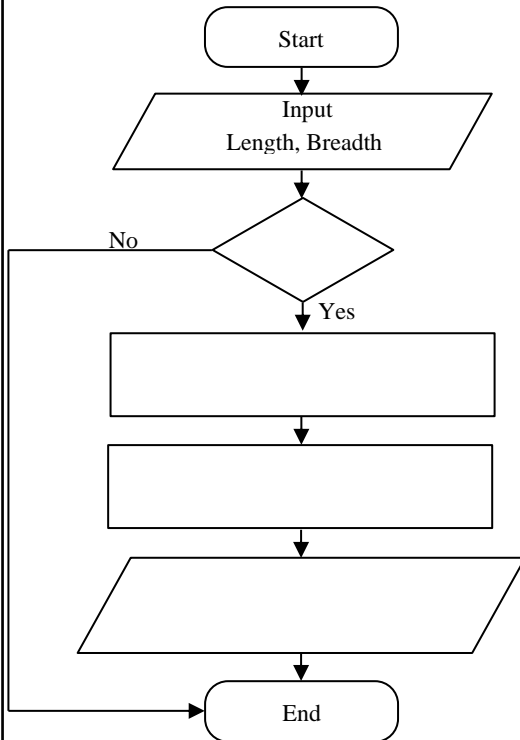 Start
Input
Length, Breadth
No
Yes
End